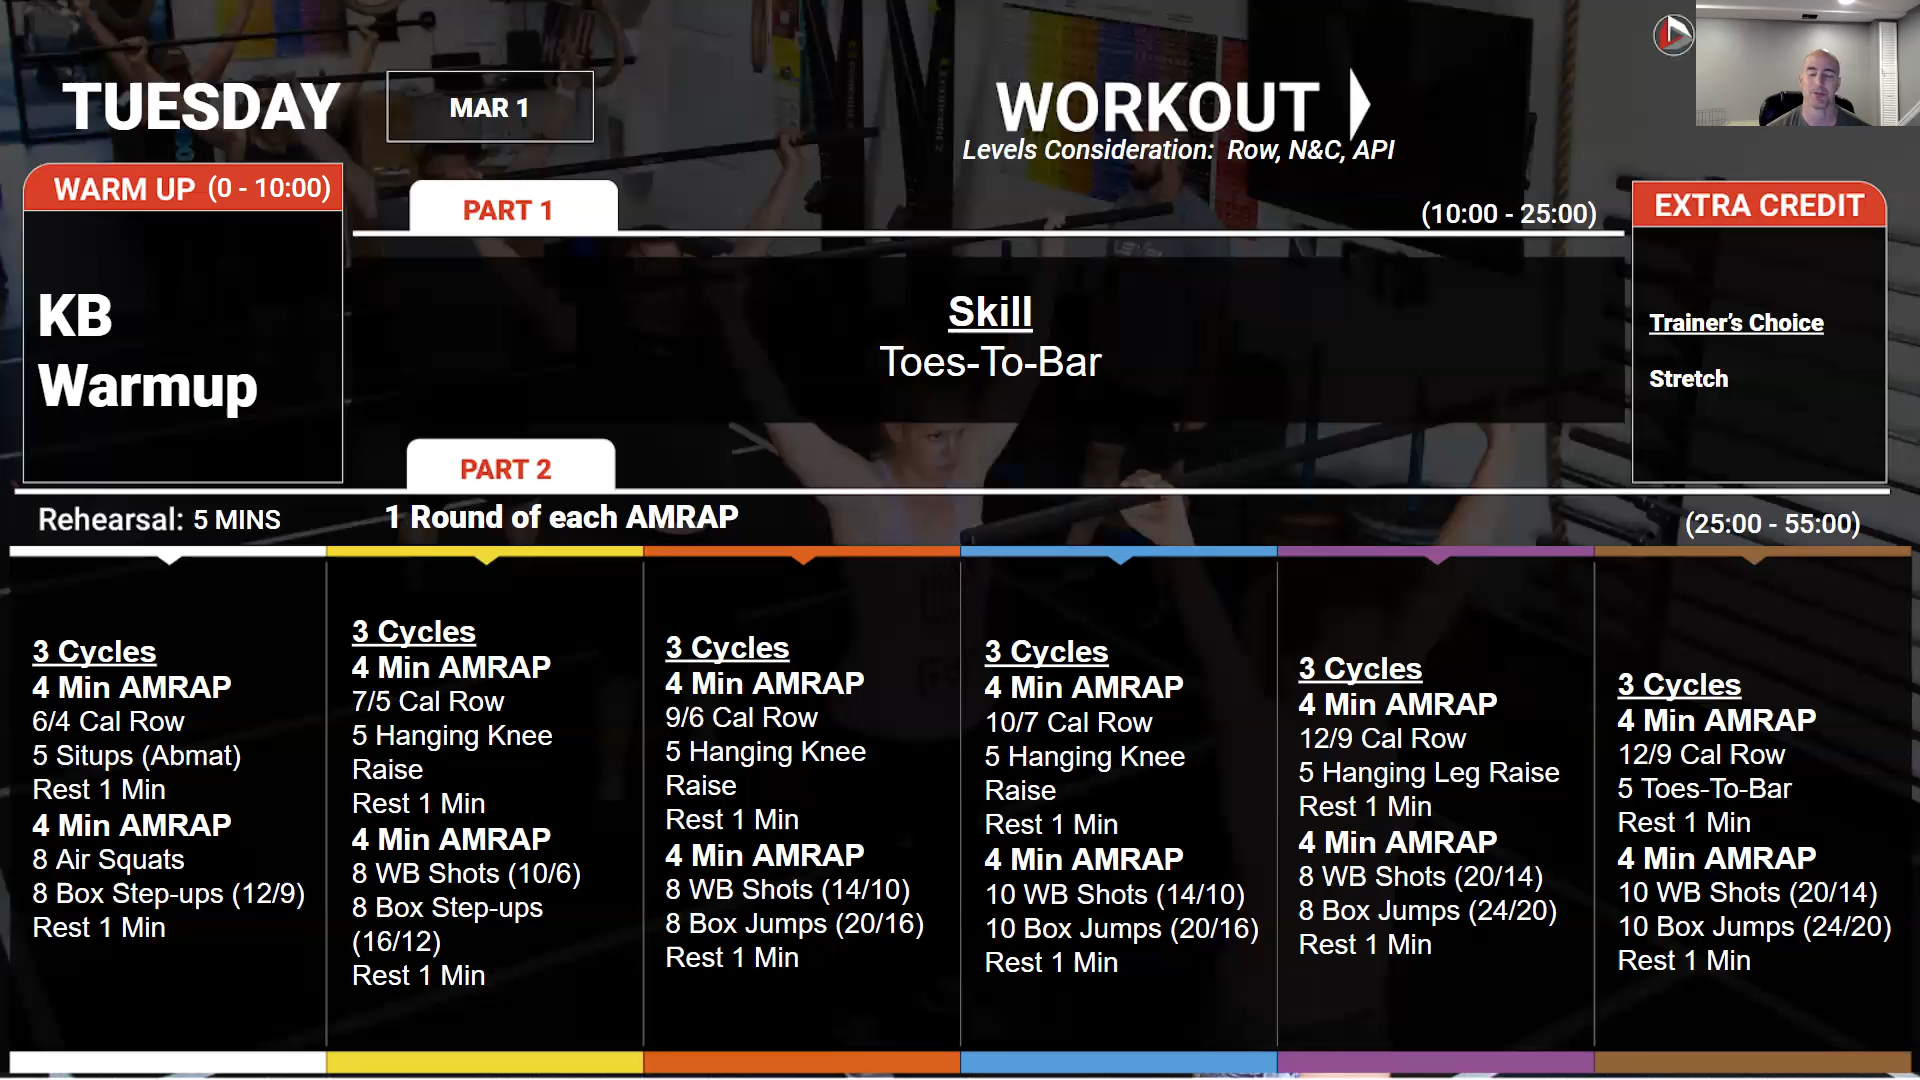 TUESDAY
MAR 1
WORKOUT
Levels Consideration: Row, N&C, API
WARM UP (0 - 10:00)
KB
Warmup
PART 1
(10:00 - 25:00)
Skill
Toes-To-Bar
EXTRA CREDIT
Trainer's Choice
Stretch
PART 2
Rehearsal: 5 MINS
1 Round of each AMRAP
(25:00 - 55:00)
3 Cycles
4 Min AMRAP
6/4 Cal Row
5 Situps (Abmat)
Rest 1 Min
4 Min AMRAP
8 Air Squats
8 Box Step-ups (12/9)
Rest 1 Min
3 Cycles
4 Min AMRAP
7/5 Cal Row
5 Hanging Knee
Raise
Rest 1 Min
4 Min AMRAP
8 WB Shots (10/6)
8 Box Step-ups
(16/12)
Rest 1 Min
3 Cycles
4 Min AMRAP
9/6 Cal Row
5 Hanging Knee
Raise
Rest 1 Min
4 Min AMRAP
8 WB Shots (14/10)
8 Box Jumps (20/16)
Rest 1 Min
3 Cycles
4 Min AMRAP
10/7 Cal Row
5 Hanging Knee
Raise
Rest 1 Min
4 Min AMRAP
10 WB Shots (14/10)
10 Box Jumps (20/16)
Rest 1 Min
3 Cycles
4 Min AMRAP
12/9 Cal Row
5 Hanging Leg Raise
Rest 1 Min
4 Min AMRAP
8 WB Shots (20/14)
8 Box Jumps (24/20)
Rest 1 Min
3 Cycles
4 Min AMRAP
12/9 Cal Row
5 Toes-To-Bar
Rest 1 Min
4 Min AMRAP
10 WB Shots (20/14)
10 Box Jumps (24/20)
Rest 1 Min